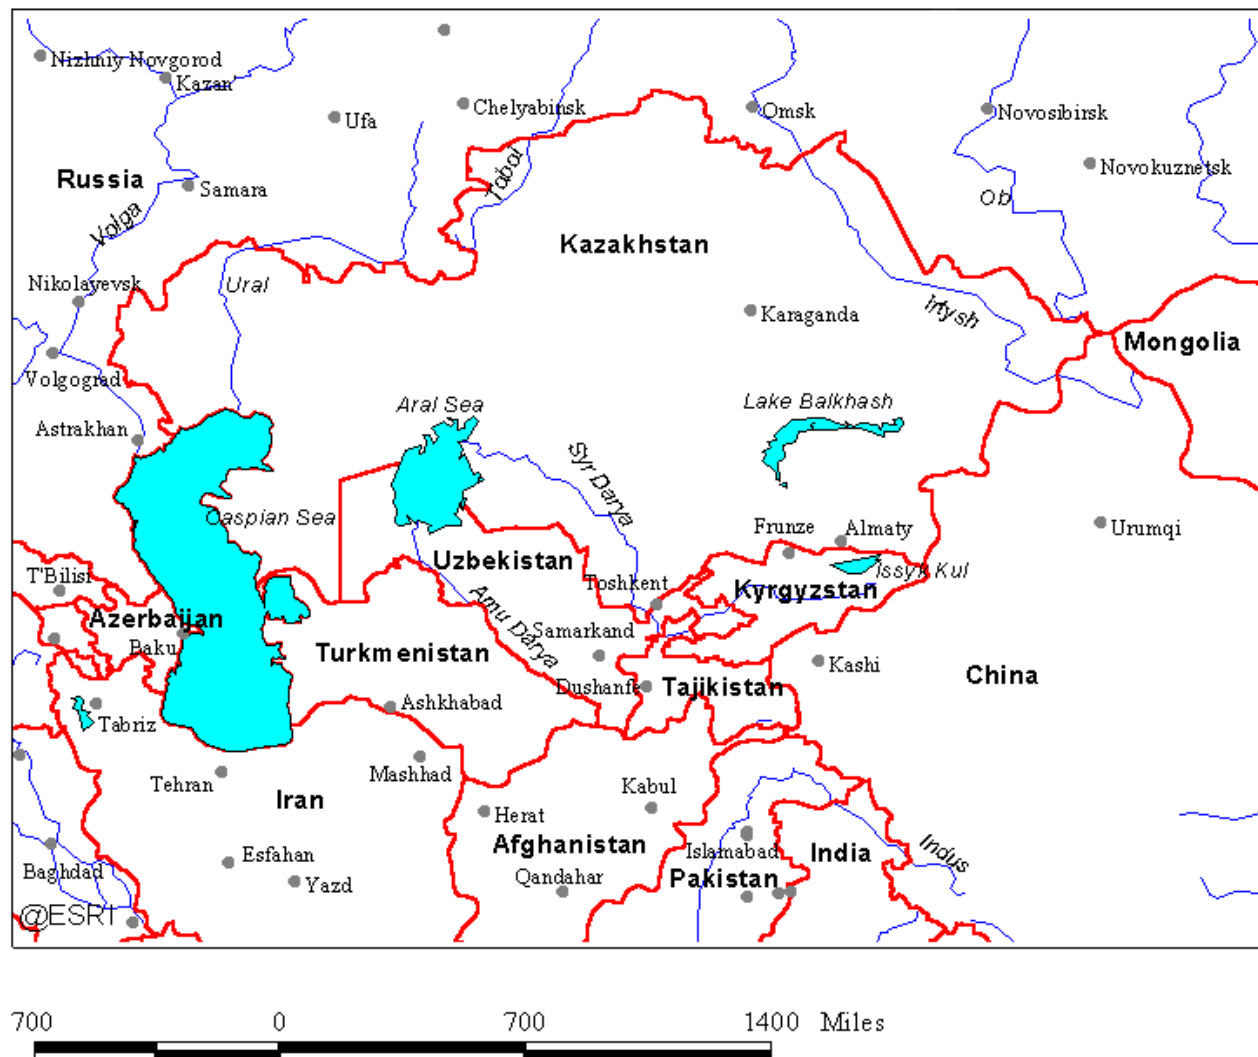 Nizhniy Novgorod
Kazan
Ufa
Chelyabinsk
Omsk
Novosibirsk
Novokuznetsk
Russia
Samara
Tobol
Ob
Volga
Kazakhstan
Nikolayevsk
Ural
Karaganda
Irtysh
Mongolia
Volgograd
Aral Sea
Lake Balkhash
Astrakhan
Syr Darya
Caspian Sea
Frunze
Almaty
Urumqi
T'Bilisi
Uzbekistan
Issyk Kul
Toshkent
Kyrgyzstan
Azerbaijan
Amu Darya
Samarkand
Baku
Turkmenistan
Kashi
China
Dushanfe
Tajikistan
Tabriz
Ashkhabad
Tehran
Mashhad
Kabul
Iran
Herat
Afghanistan
Islamabad
India
Indus
Baghdad
Esfahan
Yazd
Qandahar
Pakistan
@ESRI
700 0 700 1400 Miles